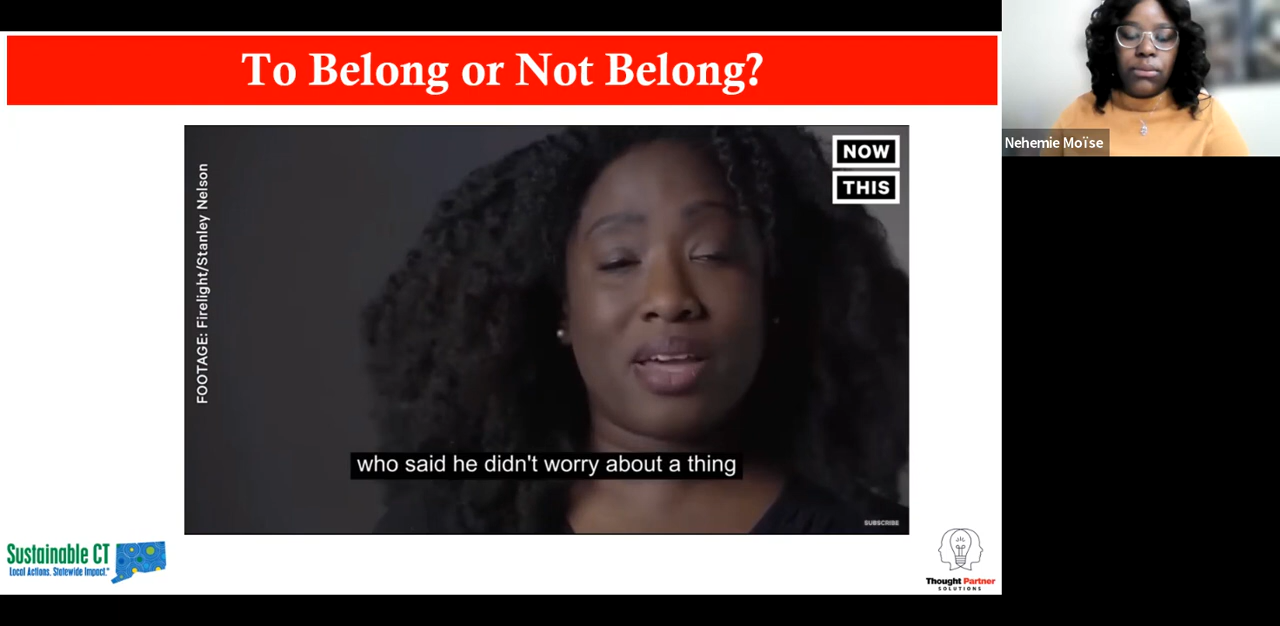 To Belong or Not Belong?
Nehemie Moïse
NOW
THIS
FOOTAGE: Firelight/Stanley Nelson
who said he didn't worry about a thing
SUBSCRIBE
Sustainable CT
Local Actions. Statewide Impact.
Thought Partner
SOLUTIONS